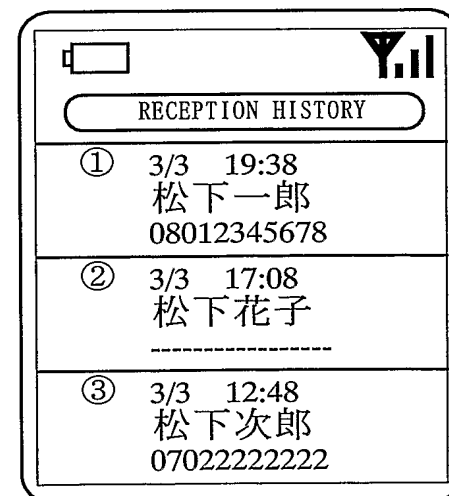 RECEPTION HISTORY
① 3/3 19:38
松下一郎
08012345678
② 3/3 17:08
松下花子
----------------
③ 3/3 12:48
松下次郎
07022222222